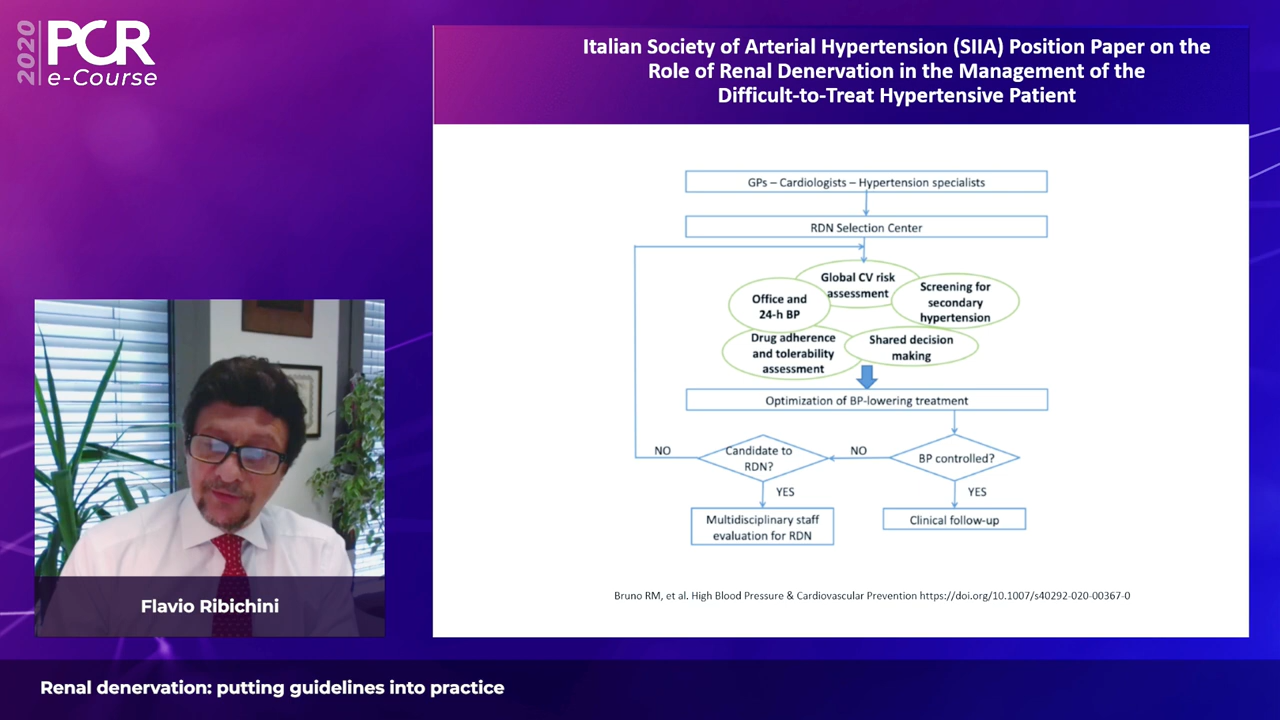 2020
PCR
e-Course
Italian Society of Arterial Hypertension (SIIA) Position Paper on the
Role of Renal Denervation in the Management of the
Difficult-to-Treat Hypertensive Patient
GPs – Cardiologists – Hypertension specialists
RDN Selection Center
Global CV risk
assessment
Office and
24-h BP
Screening for
secondary
hypertension
Drug adherence
and tolerability
assessment
Shared decision
making
Optimization of BP-lowering treatment
NO
Candidate to
RDN?
NO
BP controlled?
YES
YES
Multidisciplinary staff
evaluation for RDN
Clinical follow-up
Bruno RM, et al. High Blood Pressure & Cardiovascular Prevention https://doi.org/10.1007/s40292-020-00367-0
Flavio Ribichini
Renal denervation: putting guidelines into practice